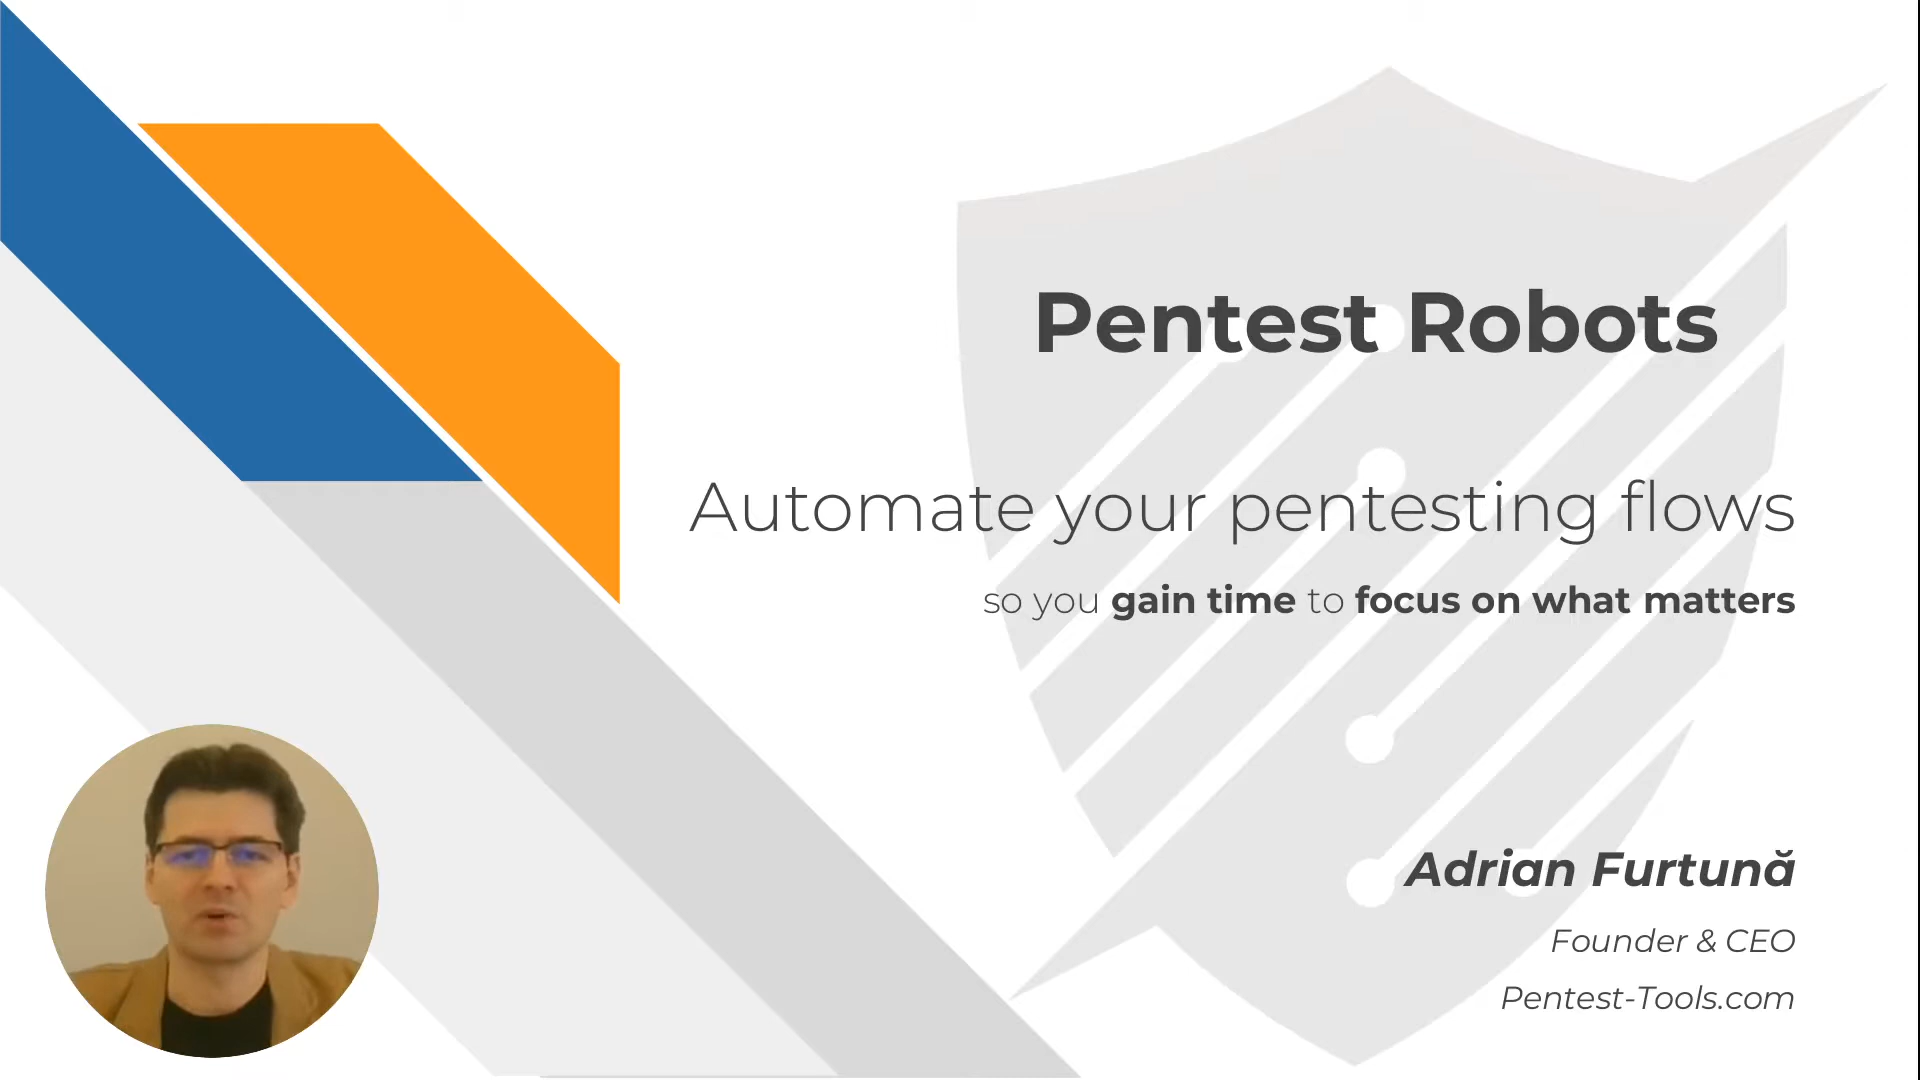 Pentest Robots
Automate your pentesting flows
so you gain time to focus on what matters
Adrian Furtună
Founder & CEO
Pentest-Tools.com